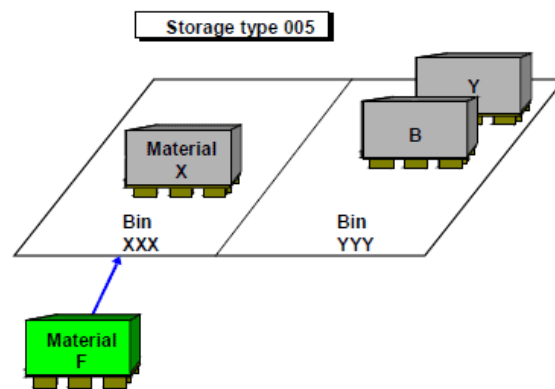 Storage type 005
Y
B
Material
X
Bin
XXX
Bin
YYY
Material
F